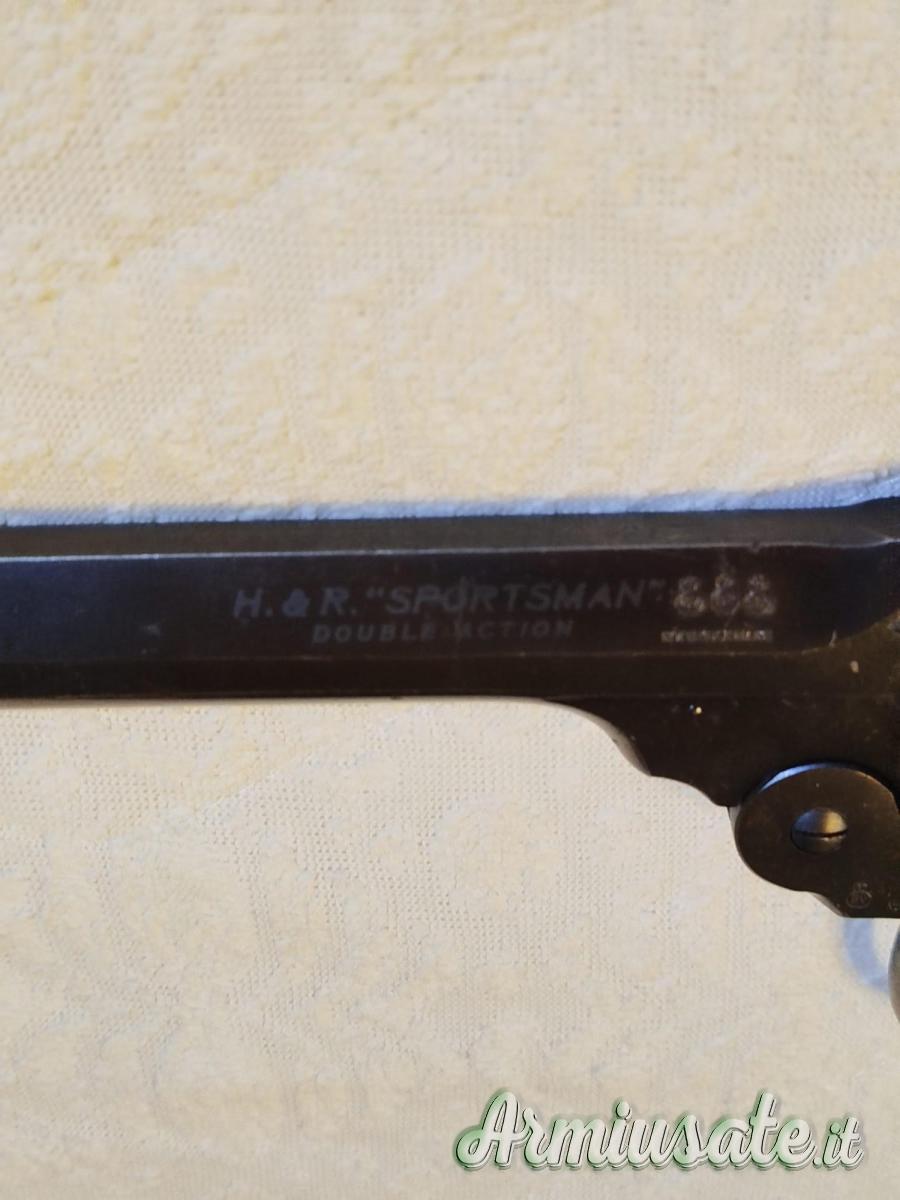 H. & R. "SPORTSMAN"
DOUBLE ACTION
Armiusate.it